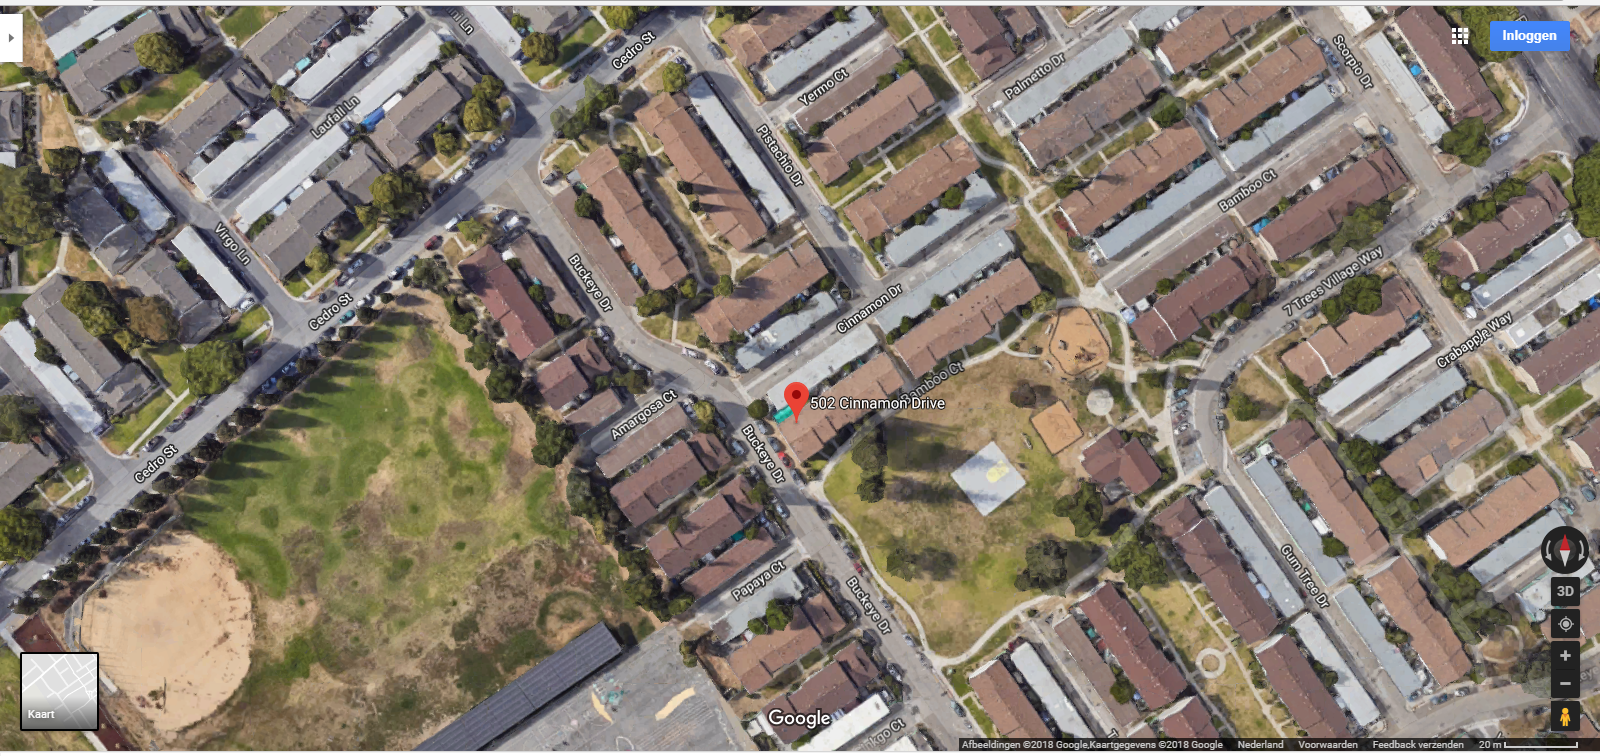 Cedro St
Inloggen
Scorpio Dr
Palmetto Dr
Yermo Ct
Laufall Ln
Pistachio Dr
Bamboo Ct
Virgo Ln
Buckeye Dr
7 Trees Village Way
Cinnamon Dr
Cedro St
Crabapple Way
Bamboo Ct
502 Cinnamon Drive
Amargosa Ct
Buckeye Dr
Cedro St
Gum Tree Dr
Papaya Ct
Buckeye Dr
3D
Kaart
Google
Afbeeldingen ©2018 Google,Kaartgegevens ©2018 Google Nederland Voorwaarden Feedback verzenden 20 m